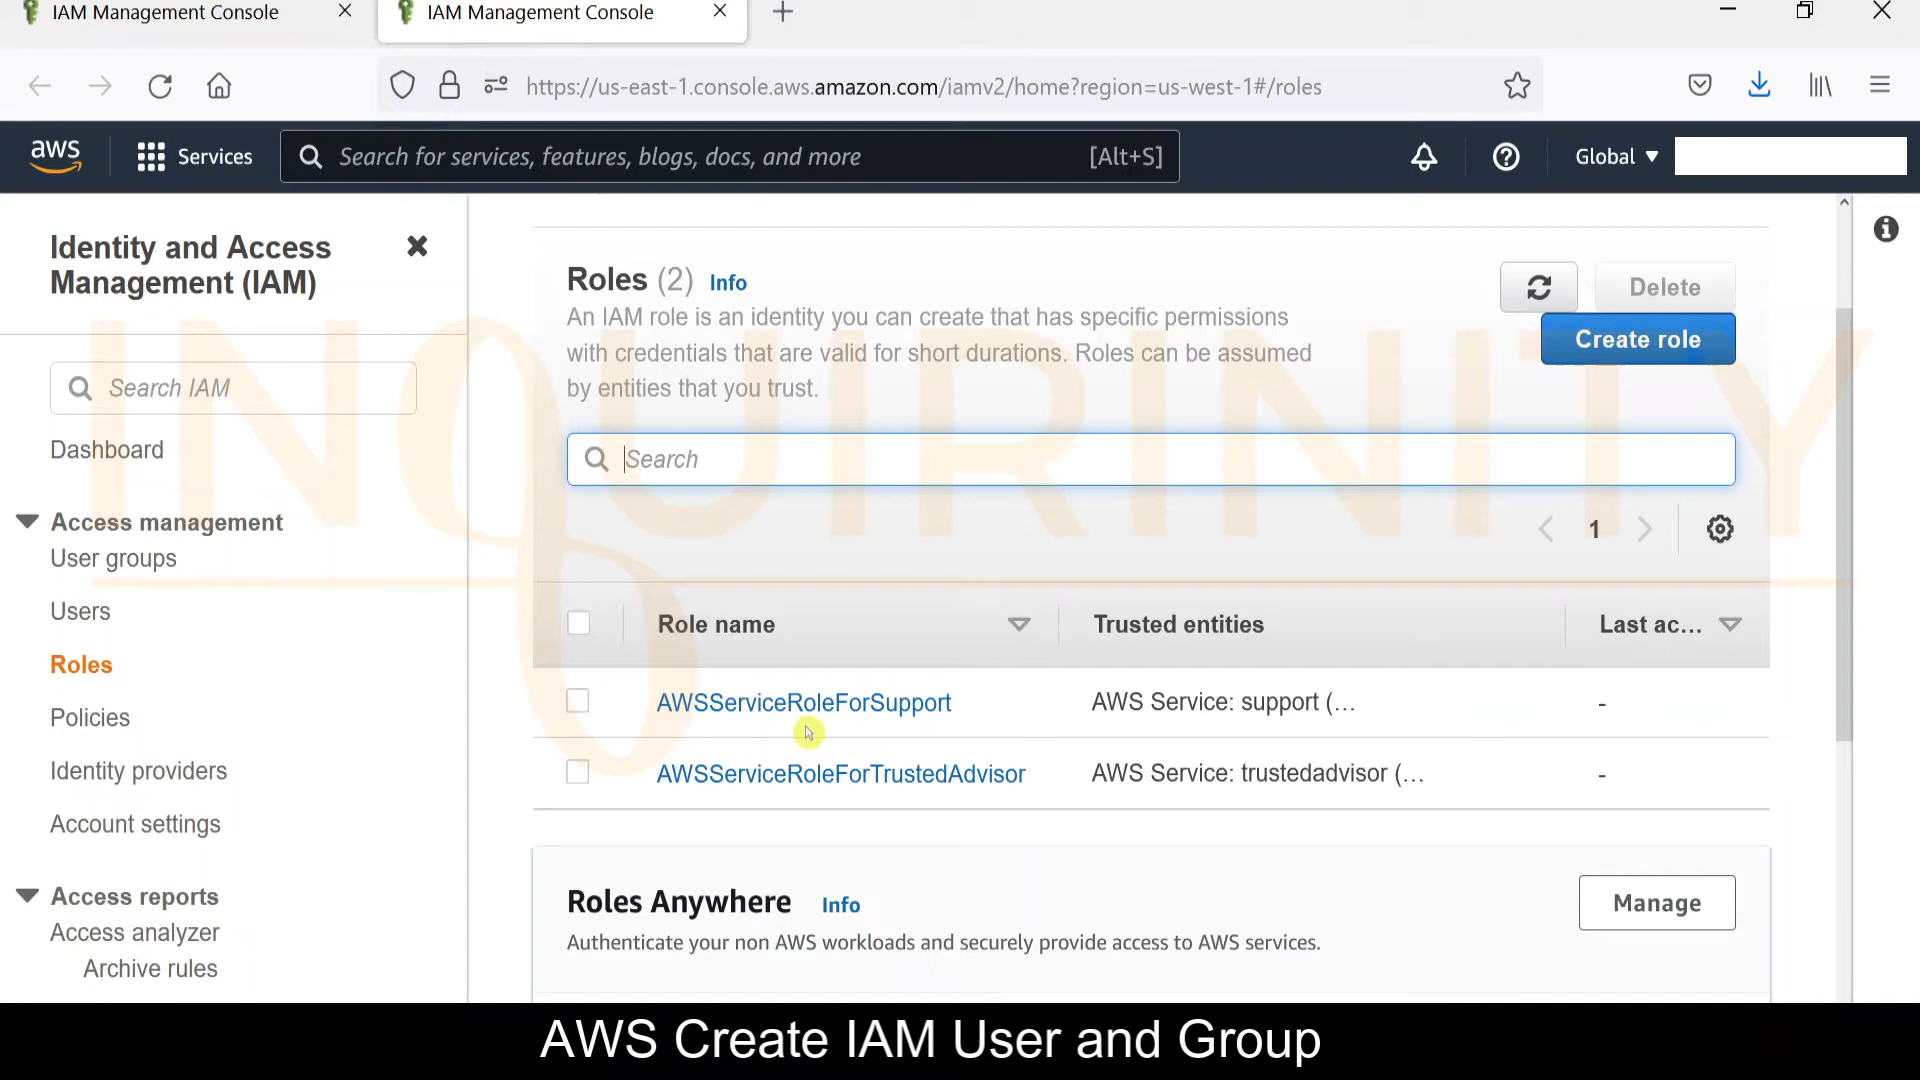 IAM Management Console
IAM Management Console
https://us-east-1.console.aws.amazon.com/iamv2/home?region=us-west-1#/roles
aws
Services
Search for services, features, blogs, docs, and more
[Alt+S]
Global
Identity and Access
Management (IAM)
Search IAM
Dashboard
Access management
User groups
Users
Roles
Policies
Identity providers
Account settings
Access reports
Access analyzer
Archive rules
Roles (2) Info
An IAM role is an identity you can create that has specific permissions
with credentials that are valid for short durations. Roles can be assumed
by entities that you trust.
Delete
Create role
Search
1
Role name
Trusted entities
Last ac...
AWSServiceRoleForSupport
AWS Service: support (...
-
AWSServiceRoleForTrustedAdvisor
AWS Service: trustedadvisor (...
-
Roles Anywhere Info
Authenticate your non AWS workloads and securely provide access to AWS services.
Manage
INQUIRINITY
AWS Create IAM User and Group